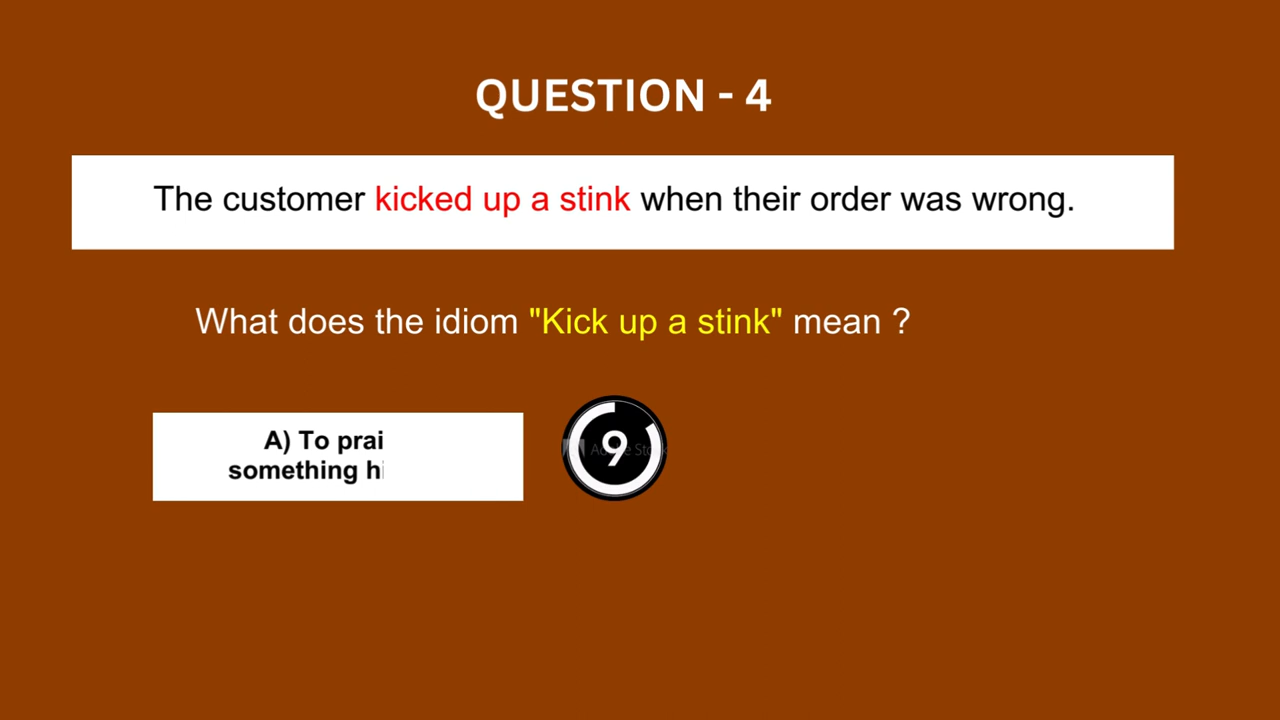 QUESTION - 4
The customer kicked up a stink when their order was wrong.
What does the idiom "Kick up a stink" mean ?
A) To prai
something hi
9